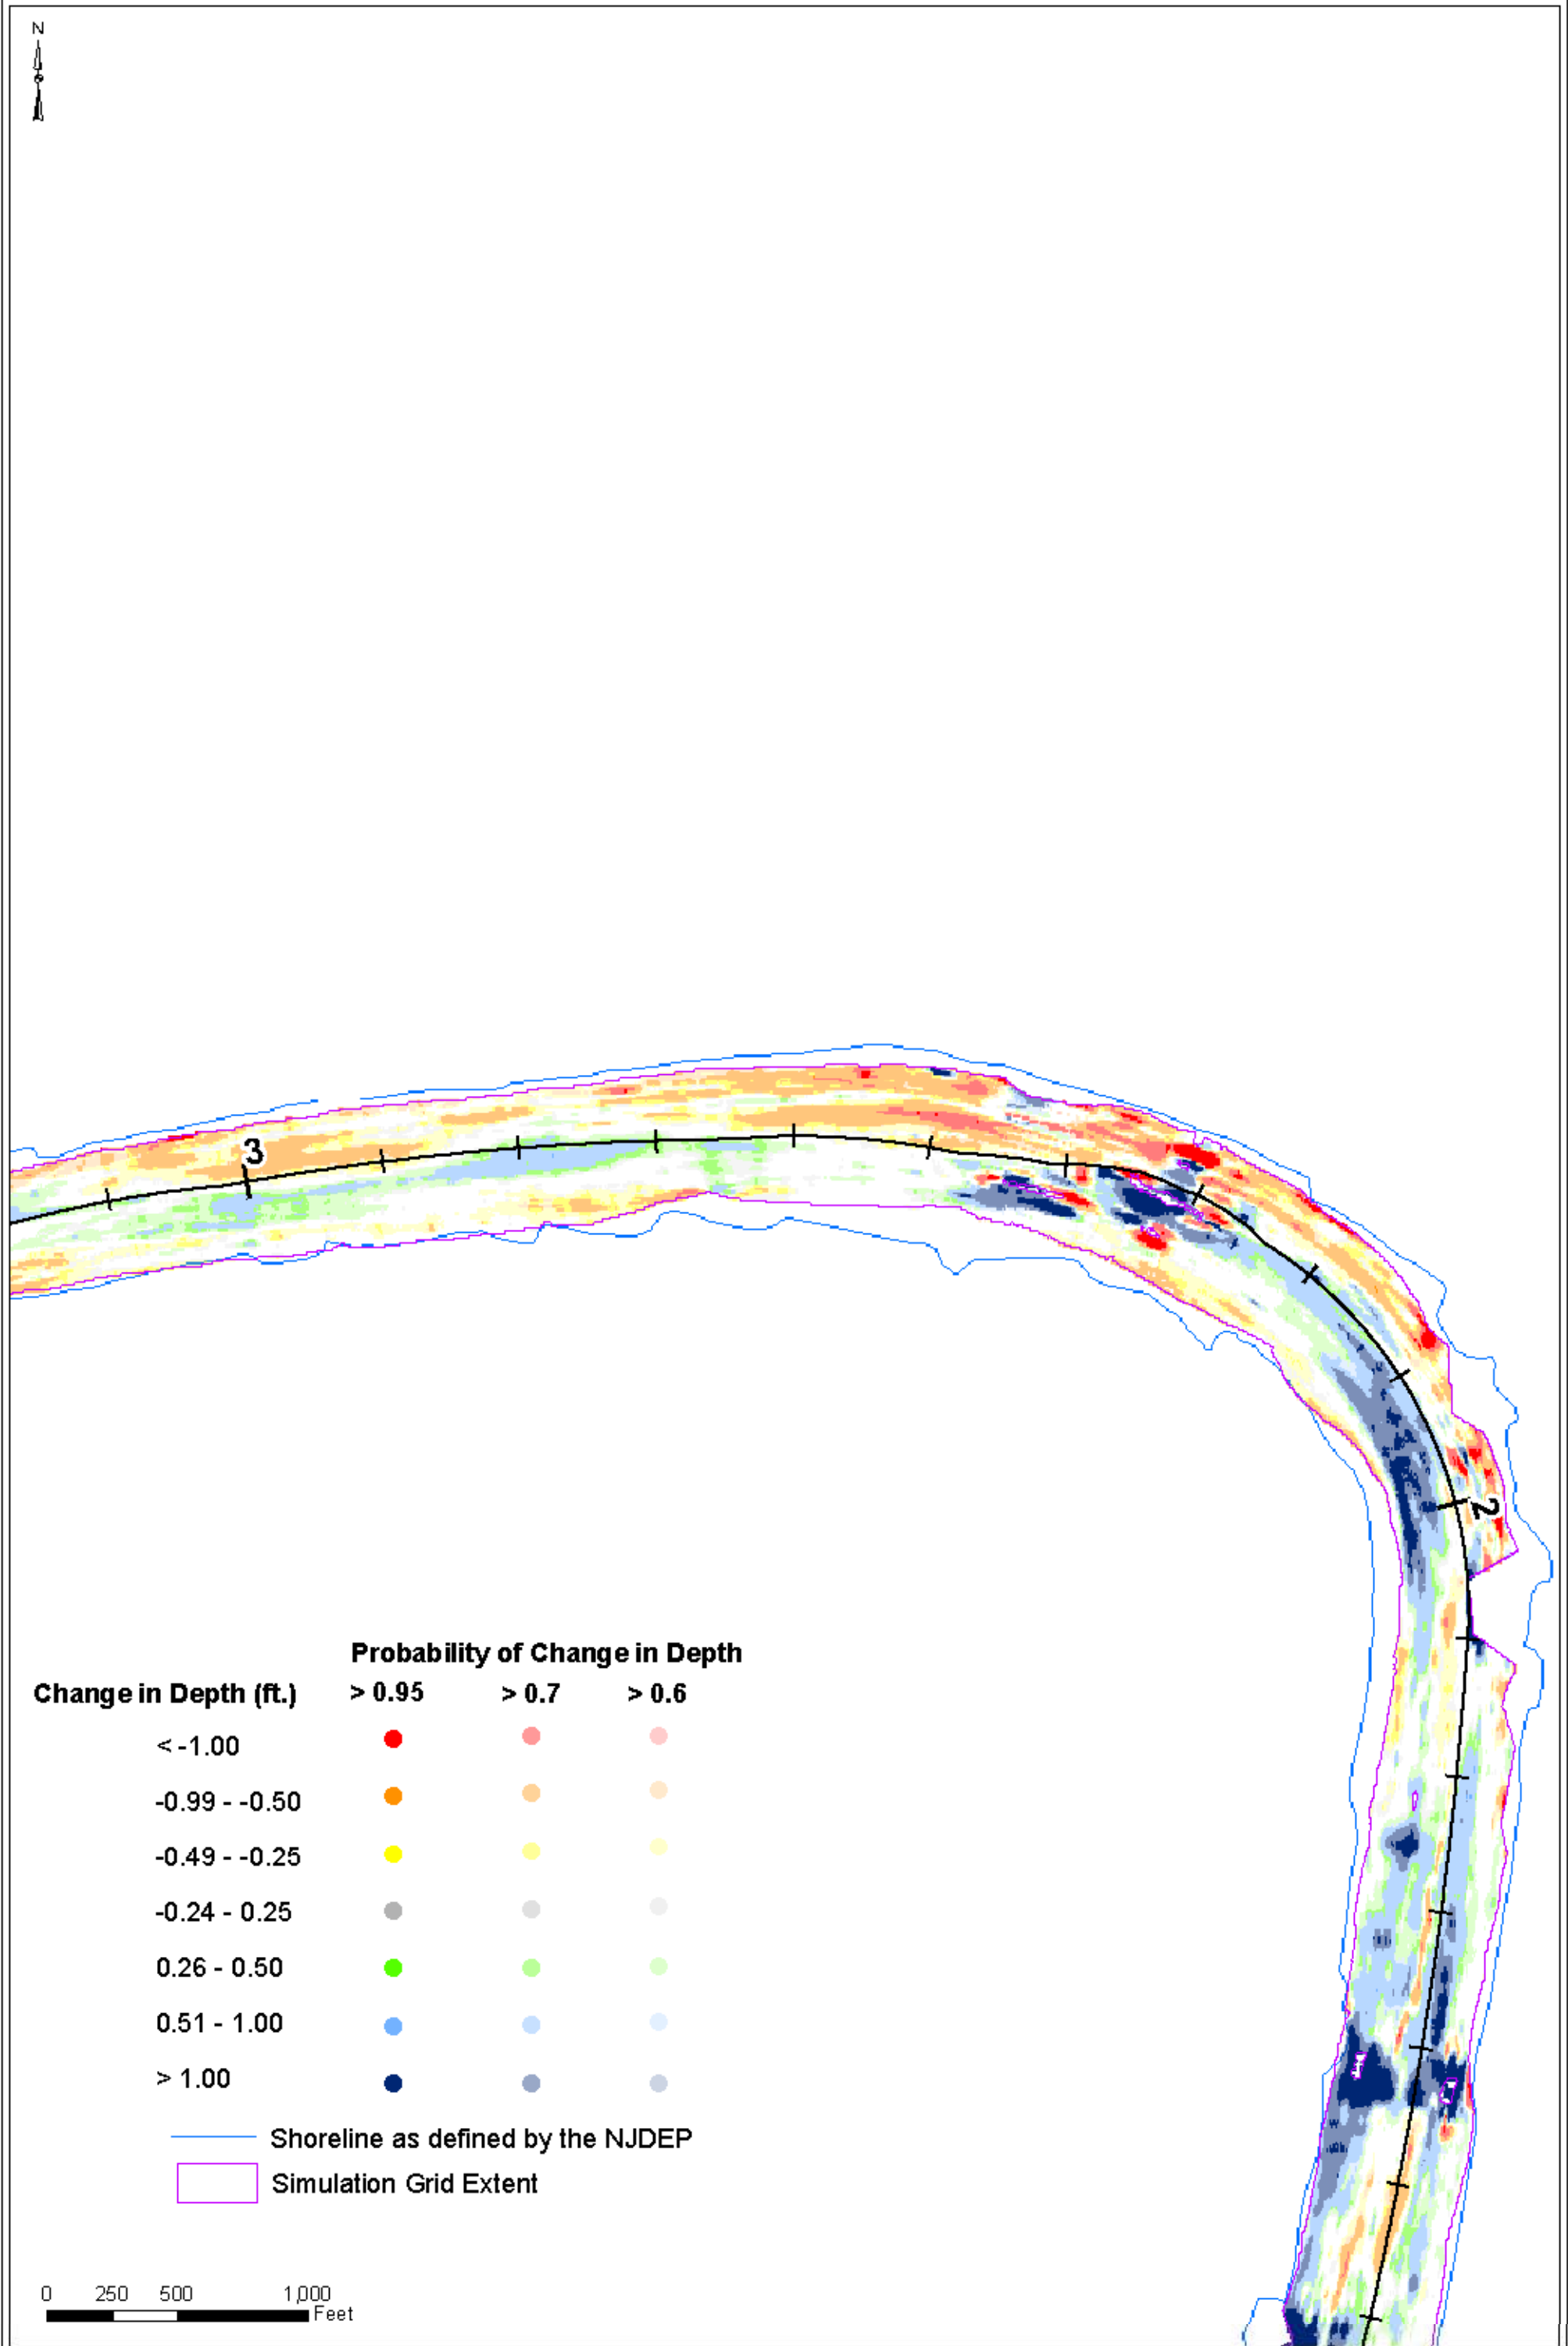 N
3
2
Probability of Change in Depth
Change in Depth (ft.) > 0.95 > 0.7 > 0.6
< -1.00
-0.99 - -0.50
-0.49 - -0.25
-0.24 - 0.25
0.26 - 0.50
0.51 - 1.00
> 1.00
Shoreline as defined by the NJDEP
Simulation Grid Extent
0 250 500 1,000
Feet